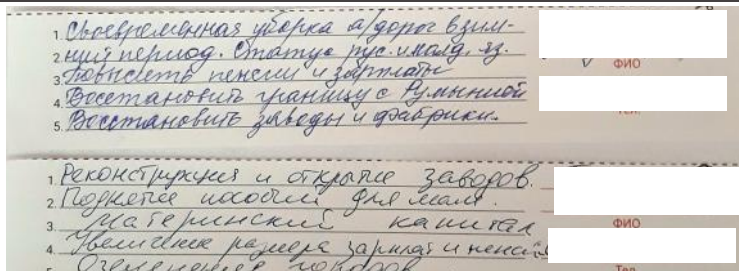 1. Своевременная уборка а/дорог в зим-
2. ний период. Статус рус. и молд. яз.
3. Повысить пенсии и зарплаты
4. Восстановить границу с Румынией
5. Восстановить заводы и фабрики.
ФИО
1. Реконструкция и открытие заводов.
2. Поднятие пособий для мам.
3. материнский капитал
4. Увеличение размера зарплат и пенсий
Озеленение городов
ФИО
Тел.